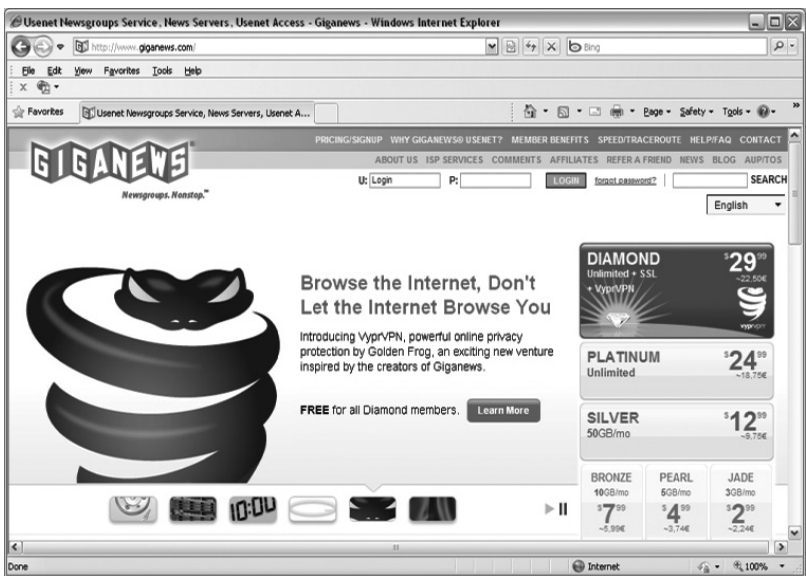 Usenet Newsgroups Service, News Servers, Usenet Access - Giganews - Windows Internet Explorer
http://www.giganews.com/
Bing
File Edit View Favorites Tools Help
x
Favorites
Usenet Newsgroups Service, News Servers, Usenet A...
Page Safety Tools
»
PRICING/SIGNUP WHY GIGANEWS® USENET? MEMBER BENEFITS SPEED/TRACEROUTE HELP/FAQ CONTACT
ABOUT US ISP SERVICES COMMENTS AFFILIATES REFER A FRIEND NEWS BLOG AUP/TOS
GIGANEWS®
Newsgroups. Nonstop.™
U: Login P: LOGIN forgot password? | SEARCH
English
Browse the Internet, Don't
Let the Internet Browse You
Introducing VyprVPN, powerful online privacy
protection by Golden Frog, an exciting new venture
inspired by the creators of Giganews.
FREE for all Diamond members. Learn More
DIAMOND $29.99
Unlimited + SSL ~22,50€
+ VyprVPN
vyprvpn
PLATINUM $24.99
Unlimited ~18,75€
SILVER $12.99
50GB/mo ~9,75€
BRONZE PEARL JADE
10GB/mo 5GB/mo 3GB/mo
$7.99 $4.99 $2.99
~5,99€ ~3,74€ ~2,24€
10:00
Done Internet 100%